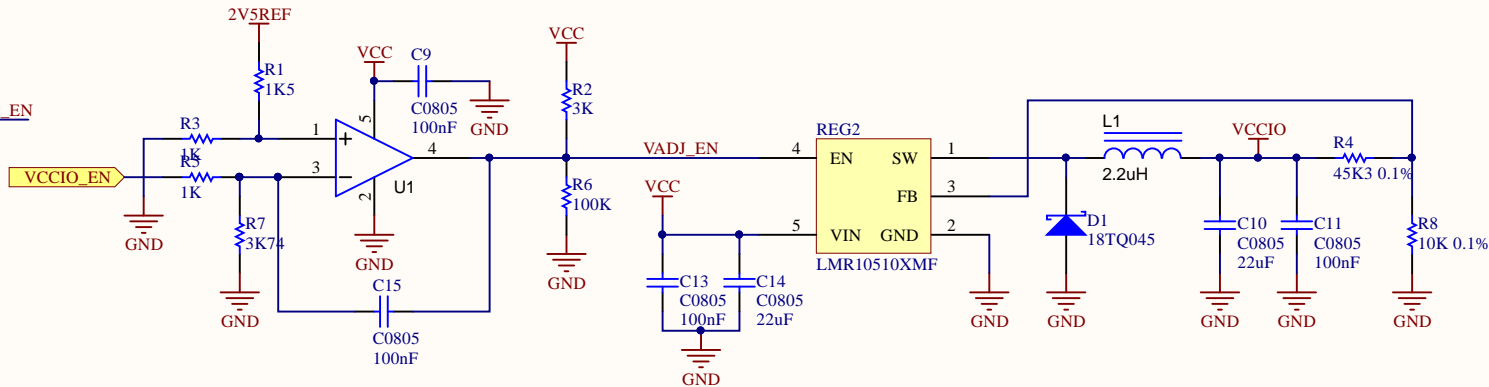 2V5REF
R1
1K5
_EN
R3
1K
R5
1K
VCCIO_EN
GND
R7
3K74
GND
VCC
C9
C0805
100nF
GND
5
1
+
3
-
4
2
U1
GND
C15
C0805
100nF
VCC
R2
3K
VADJ_EN
R6
100K
GND
VCC
C13
C0805
100nF
C14
C0805
22uF
GND
REG2
4
EN
SW
1
FB
3
5
VIN
GND
2
LMR10510XMF
GND
L1
2.2uH
D1
18TQ045
GND
VCCIO
C10
C0805
22uF
GND
C11
C0805
100nF
GND
R4
45K3 0.1%
R8
10K 0.1%
GND